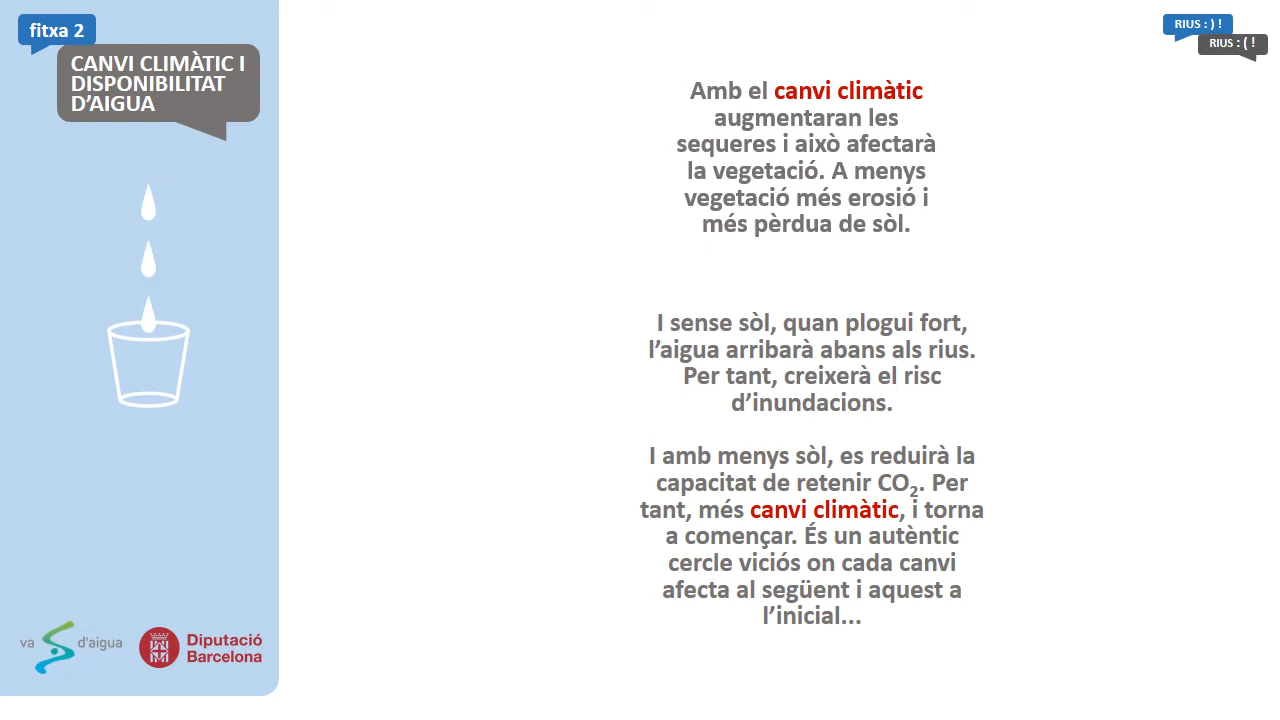 fitxa 2
CANVI CLIMÀTIC I
DISPONIBILITAT
D’AIGUA
RIUS : ) !
RIUS : ( !
Amb el canvi climàtic
augmentaran les
sequeres i això afectarà
la vegetació. A menys
vegetació més erosió i
més pèrdua de sòl.
I sense sòl, quan plogui fort,
l’aigua arribarà abans als rius.
Per tant, creixerà el risc
d’inundacions.
I amb menys sòl, es reduirà la
capacitat de retenir CO₂. Per
tant, més canvi climàtic, i torna
a començar. És un autèntic
cercle viciós on cada canvi
afecta al següent i aquest a
l’inicial...
va d'aigua
Diputació
Barcelona